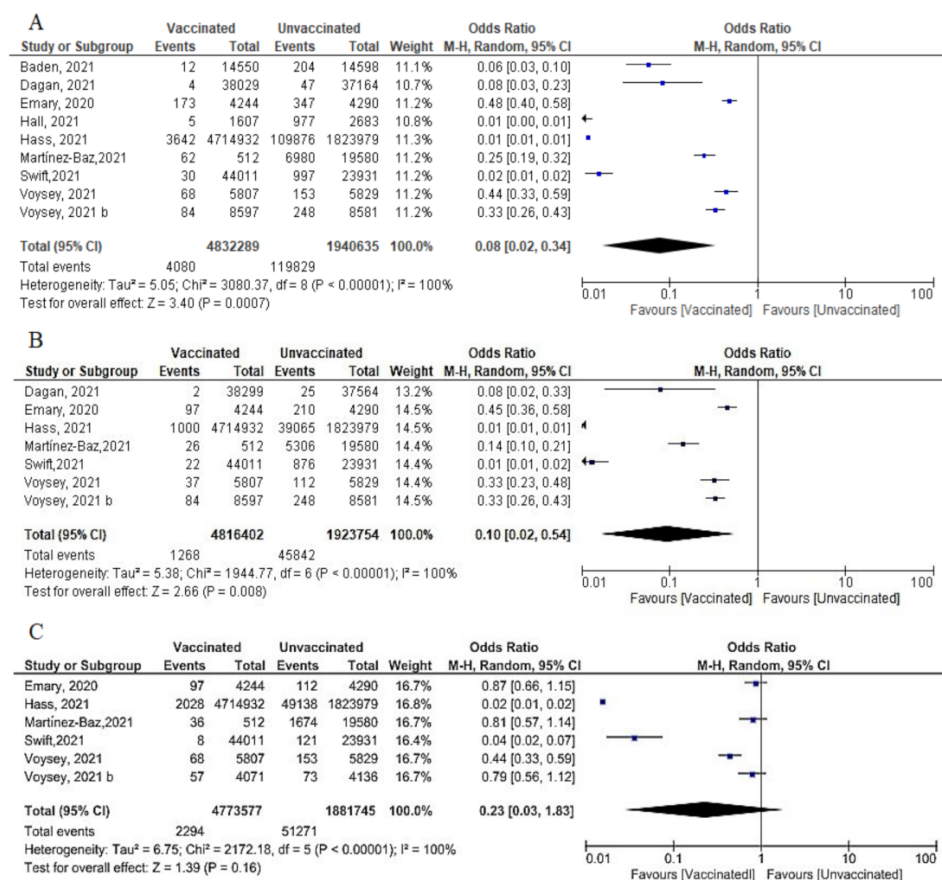 A
Vaccinated Unvaccinated Odds Ratio Odds Ratio
Study or Subgroup Events Total Events Total Weight M-H, Random, 95% CI M-H, Random, 95% CI
Baden, 2021 12 14550 204 14598 11.1% 0.06 [0.03, 0.10]
Dagan, 2021 4 38029 47 37164 10.7% 0.08 [0.03, 0.23]
Emary, 2020 173 4244 347 4290 11.2% 0.48 [0.40, 0.58]
Hall, 2021 5 1607 977 2683 10.8% 0.01 [0.00, 0.01]
Hass, 2021 3642 4714932 109876 1823979 11.3% 0.01 [0.01, 0.01]
Martínez-Baz,2021 62 512 6980 19580 11.2% 0.25 [0.19, 0.32]
Swift,2021 30 44011 997 23931 11.2% 0.02 [0.01, 0.02]
Voysey, 2021 68 5807 153 5829 11.2% 0.44 [0.33, 0.59]
Voysey, 2021 b 84 8597 248 8581 11.2% 0.33 [0.26, 0.43]
Total (95% CI) 4832289 1940635 100.0% 0.08 [0.02, 0.34]
Total events 4080 119829
Heterogeneity: Tau² = 5.05; Chi² = 3080.37, df = 8 (P < 0.00001); I² = 100%
Test for overall effect: Z = 3.40 (P = 0.0007)
0.01 0.1 1 10 100
Favours [Vaccinated] Favours [Unvaccinated]
B
Vaccinated Unvaccinated Odds Ratio Odds Ratio
Study or Subgroup Events Total Events Total Weight M-H, Random, 95% CI M-H, Random, 95% CI
Dagan, 2021 2 38299 25 37564 13.2% 0.08 [0.02, 0.33]
Emary, 2020 97 4244 210 4290 14.5% 0.45 [0.36, 0.58]
Hass, 2021 1000 4714932 39065 1823979 14.5% 0.01 [0.01, 0.01]
Martínez-Baz,2021 26 512 5306 19580 14.4% 0.14 [0.10, 0.21]
Swift,2021 22 44011 876 23931 14.4% 0.01 [0.01, 0.02]
Voysey, 2021 37 5807 112 5829 14.5% 0.33 [0.23, 0.48]
Voysey, 2021 b 84 8597 248 8581 14.5% 0.33 [0.26, 0.43]
Total (95% CI) 4816402 1923754 100.0% 0.10 [0.02, 0.54]
Total events 1268 45842
Heterogeneity: Tau² = 5.38; Chi² = 1944.77, df = 6 (P < 0.00001); I² = 100%
Test for overall effect: Z = 2.66 (P = 0.008)
0.01 0.1 1 10 100
Favours [Vaccinated] Favours [Unvaccinated]
C
Vaccinated Unvaccinated Odds Ratio Odds Ratio
Study or Subgroup Events Total Events Total Weight M-H, Random, 95% CI M-H, Random, 95% CI
Emary, 2020 97 4244 112 4290 16.7% 0.87 [0.66, 1.15]
Hass, 2021 2028 4714932 49138 1823979 16.8% 0.02 [0.01, 0.02]
Martínez-Baz,2021 36 512 1674 19580 16.7% 0.81 [0.57, 1.14]
Swift,2021 8 44011 121 23931 16.4% 0.04 [0.02, 0.07]
Voysey, 2021 68 5807 153 5829 16.7% 0.44 [0.33, 0.59]
Voysey, 2021 b 57 4071 73 4136 16.7% 0.79 [0.56, 1.12]
Total (95% CI) 4773577 1881745 100.0% 0.23 [0.03, 1.83]
Total events 2294 51271
Heterogeneity: Tau² = 6.75; Chi² = 2172.18, df = 5 (P < 0.00001); I² = 100%
Test for overall effect: Z = 1.39 (P = 0.16)
0.01 0.1 1 10 100
Favours [Vaccinated] Favours [Unvaccinated]